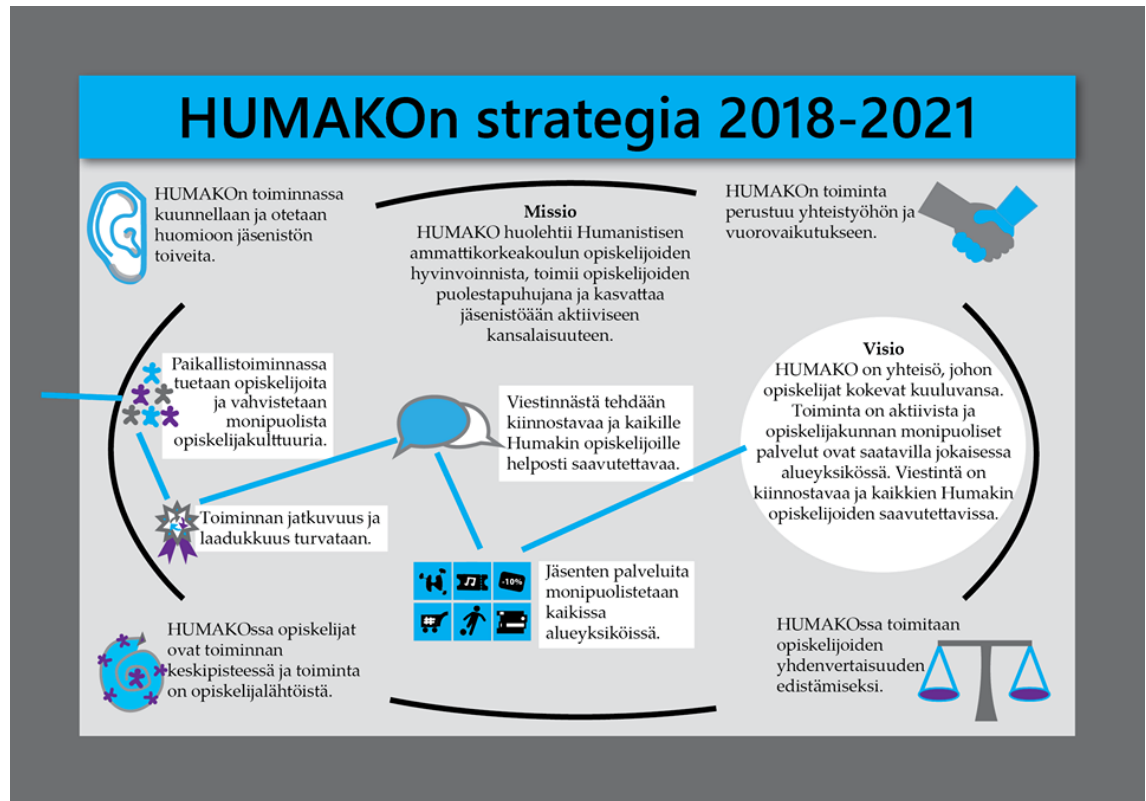 HUMAKOn strategia 2018-2021
HUMAKOn toiminnassa
kuunnellaan ja otetaan
huomioon jäsenistön
toiveita.
Missio
HUMAKO huolehtii Humanistisen
ammattikorkeakoulun opiskelijoiden
hyvinvoinnista, toimii opiskelijoiden
puolestapuhujana ja kasvattaa
jäsenistöään aktiiviseen
kansalaisuuteen.
HUMAKOn toiminta
perustuu yhteistyöhön ja
vuorovaikutukseen.
Paikallistoiminnassa
tuetaan opiskelijoita
ja vahvistetaan
monipuolista
opiskelijakulttuuria.
Toiminnan jatkuvuus ja
laadukkuus turvataan.
Viestinnästä tehdään
kiinnostavaa ja kaikille
Humakin opiskelijoille
helposti saavutettavaa.
-10%
#
Jäsenten palveluita
monipuolistetaan
kaikissa
alueyksiköissä.
Visio
HUMAKO on yhteisö, johon
opiskelijat kokevat kuuluvansa.
Toiminta on aktiivista ja
opiskelijakunnan monipuoliset
palvelut ovat saatavilla jokaisessa
alueyksikössä. Viestintä on
kiinnostavaa ja kaikkien Humakin
opiskelijoiden saavutettavissa.
HUMAKOssa opiskelijat
ovat toiminnan
keskipisteessä ja toiminta
on opiskelijalähtöistä.
HUMAKOssa toimitaan
opiskelijoiden
yhdenvertaisuuden
edistämiseksi.